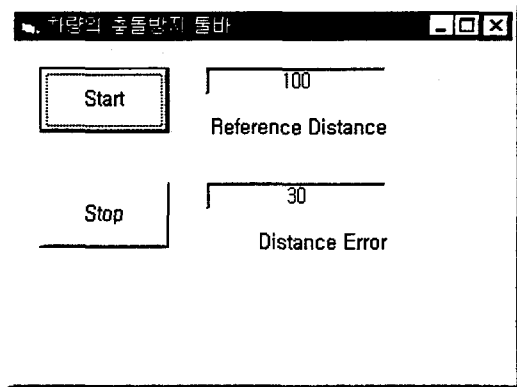 차량의 충돌방지 툴바
Start
100
Reference Distance
Stop
30
Distance Error